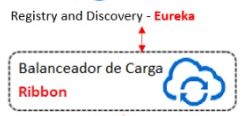 Registry and Discovery - Eureka
Balanceador de Carga
Ribbon